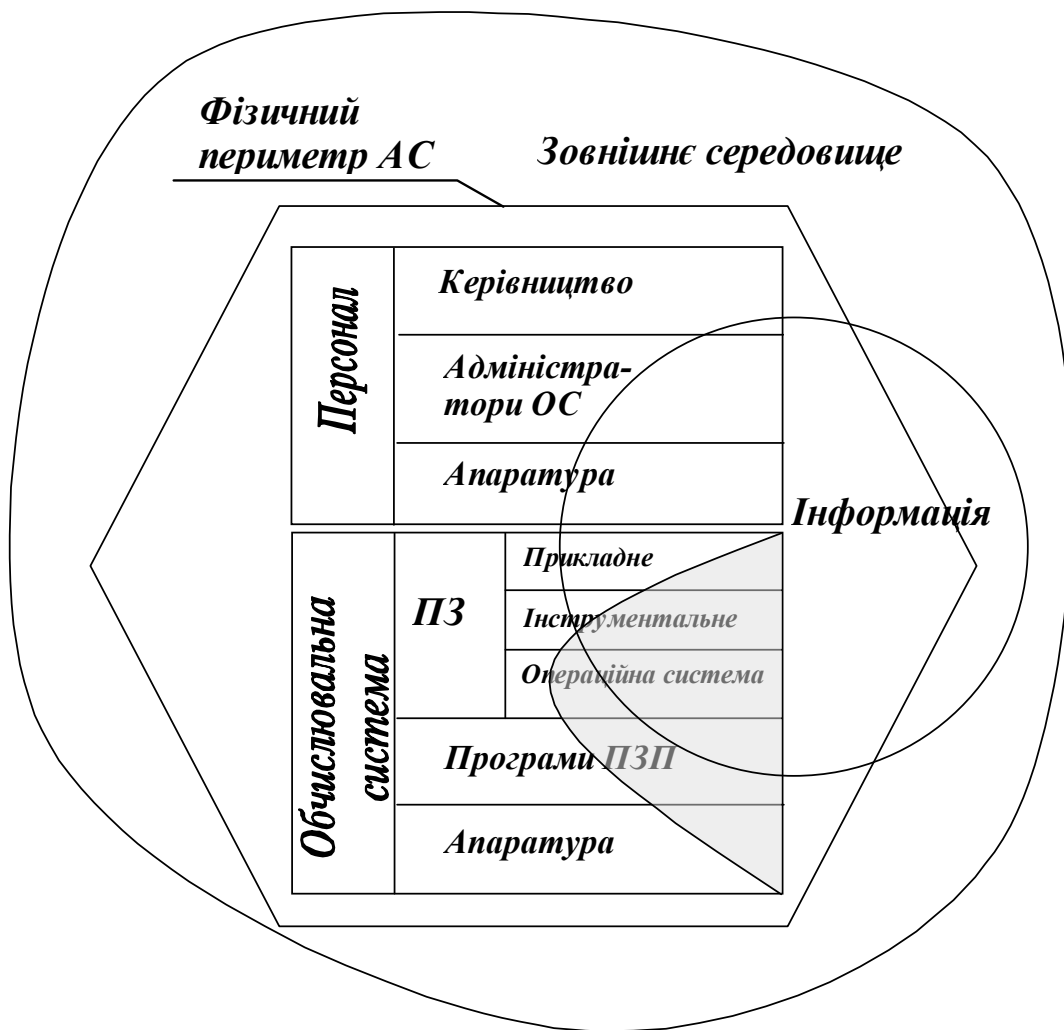 Фізичний
периметр АС
Зовнішнє середовище
Персонал
Керівництво
Адміністра-
тори ОС
Апаратура
Інформація
Обчислювальна
система
ПЗ
Прикладне
Інструментальне
Операційна система
Програми ПЗП
Апаратура